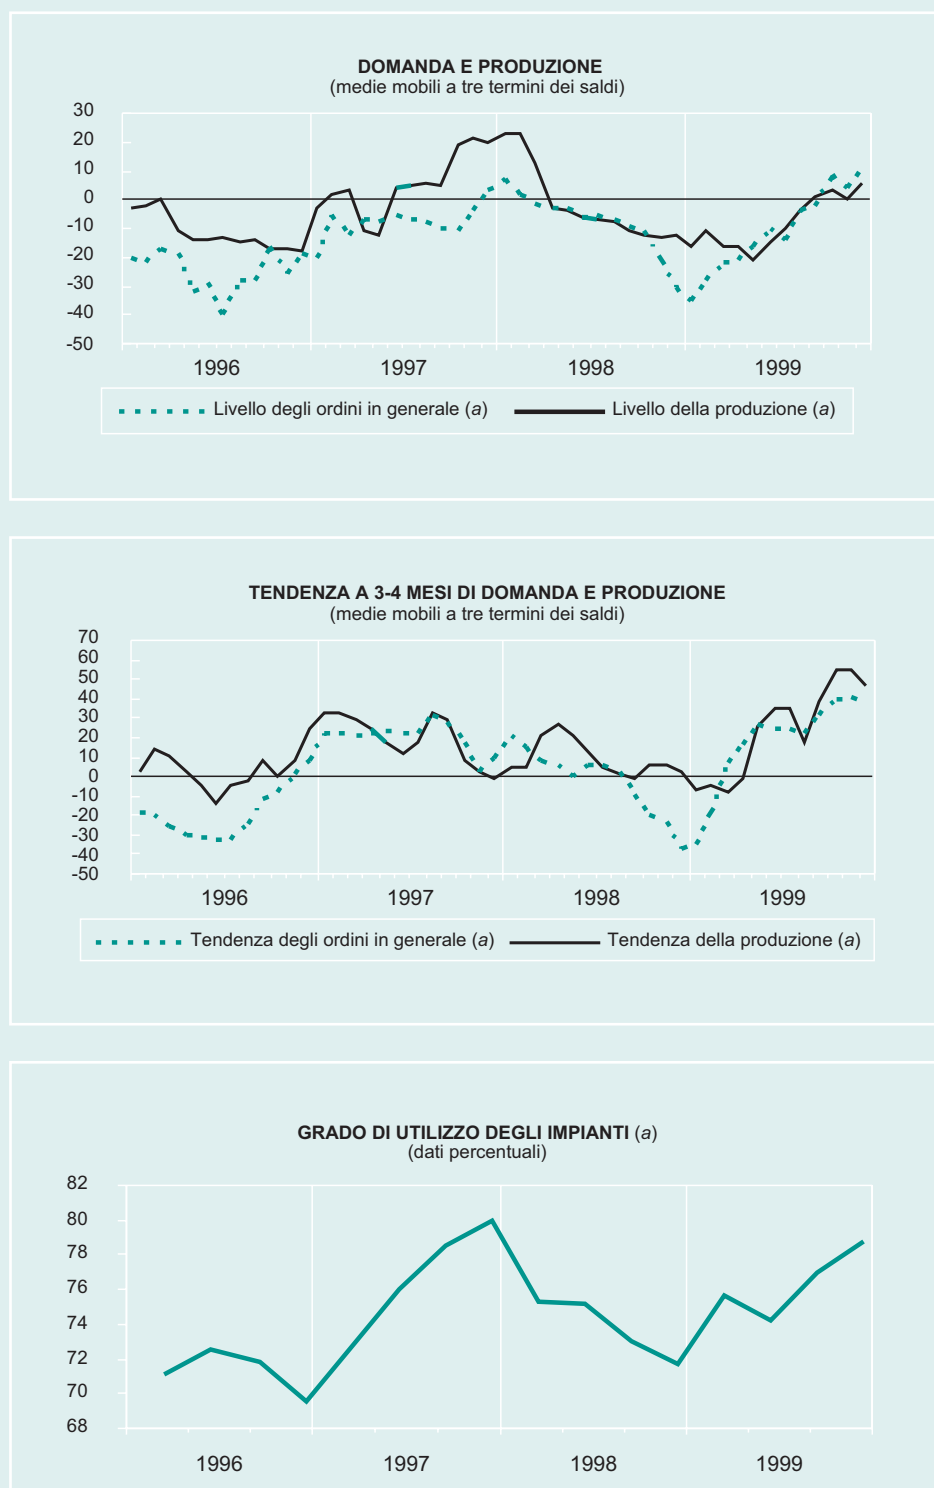 DOMANDA E PRODUZIONE
(medie mobili a tre termini dei saldi)
30
20
10
0
-10
-20
-30
-40
-50
1996 1997 1998 1999
Livello degli ordini in generale (a) Livello della produzione (a)
TENDENZA A 3-4 MESI DI DOMANDA E PRODUZIONE
(medie mobili a tre termini dei saldi)
70
60
50
40
30
20
10
0
-10
-20
-30
-40
-50
1996 1997 1998 1999
Tendenza degli ordini in generale (a) Tendenza della produzione (a)
GRADO DI UTILIZZO DEGLI IMPIANTI (a)
(dati percentuali)
82
80
78
76
74
72
70
68
1996 1997 1998 1999